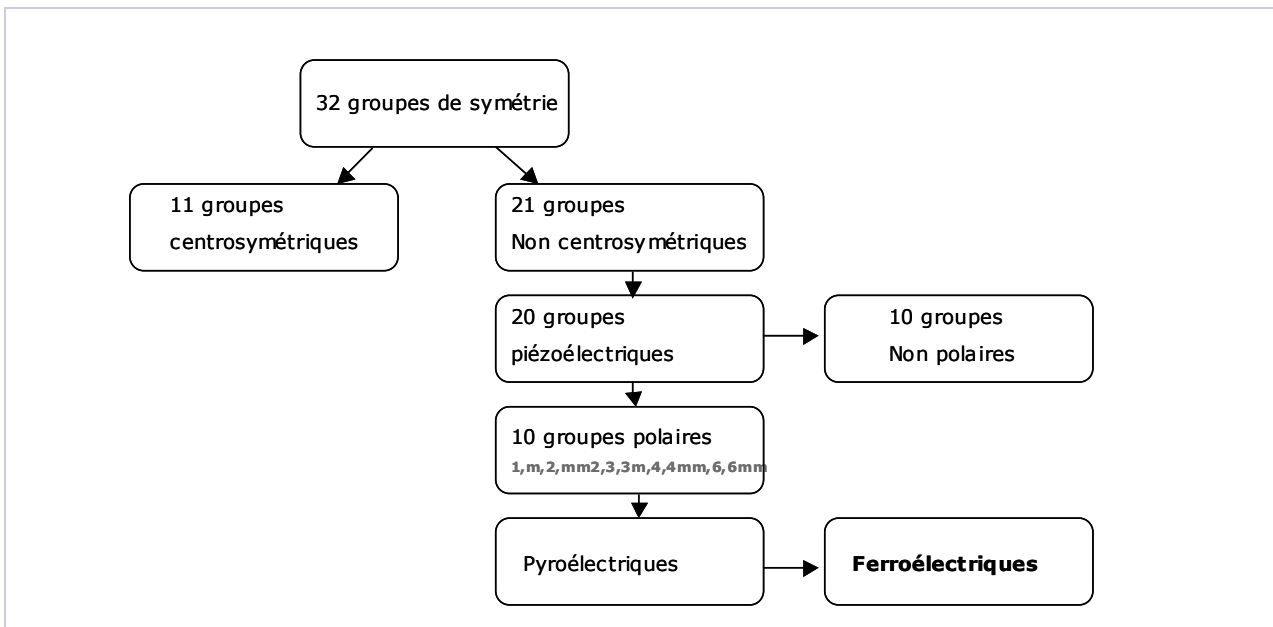 32 groupes de symétrie
11 groupes
centrosymétriques
21 groupes
Non centrosymétriques
20 groupes
piézoélectriques
10 groupes
Non polaires
10 groupes polaires
1,m,2,mm2,3,3m,4,4mm,6,6mm
Pyroélectriques
Ferroélectriques